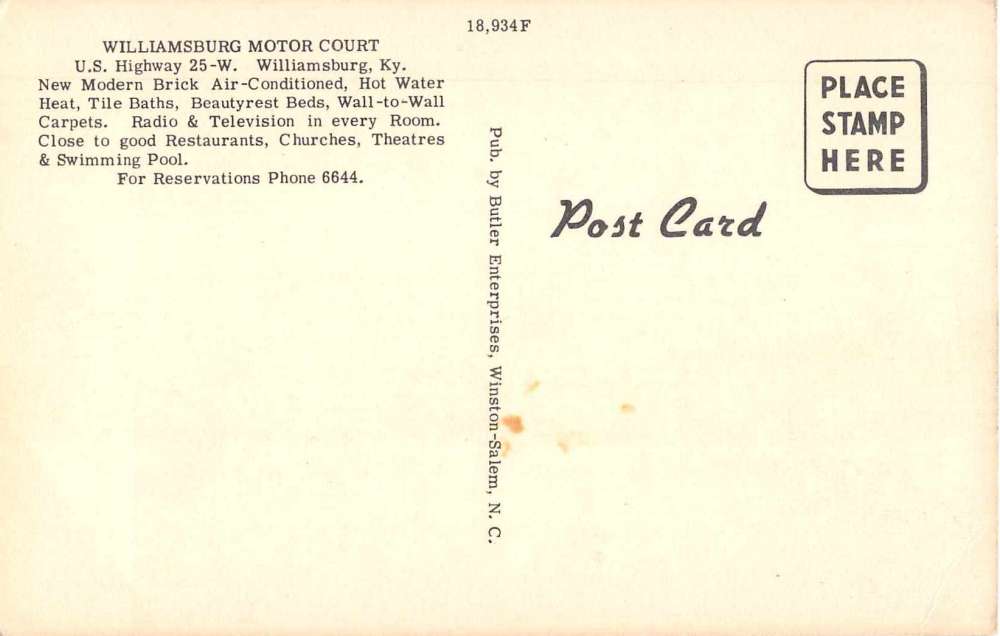 18,934F
WILLIAMSBURG MOTOR COURT
U.S. Highway 25-W. Williamsburg, Ky.
New Modern Brick Air-Conditioned, Hot Water
Heat, Tile Baths, Beautyrest Beds, Wall-to-Wall
Carpets. Radio & Television in every Room.
Close to good Restaurants, Churches, Theatres
& Swimming Pool.
For Reservations Phone 6644.
Pub. by Butler Enterprises, Winston-Salem, N. C.
Post Card
PLACE
STAMP
HERE